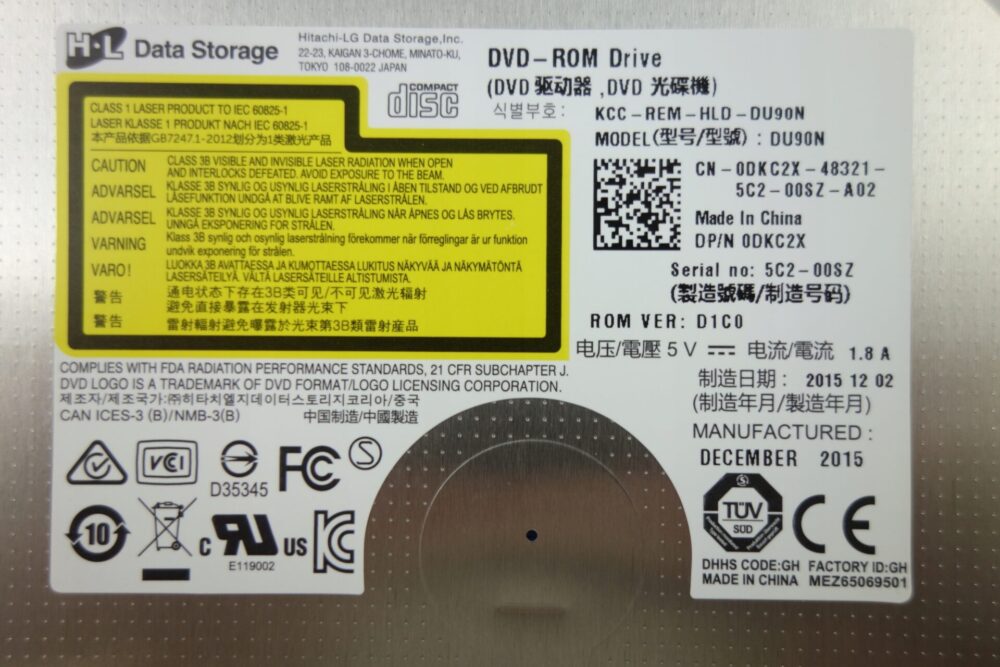 H·L Data Storage
Hitachi-LG Data Storage,Inc.
22-23, KAIGAN 3-CHOME, MINATO-KU,
TOKYO 108-0022 JAPAN
COMPACT
disc
CLASS 1 LASER PRODUCT TO IEC 60825-1
LASER KLASSE 1 PRODUKT NACH IEC 60825-1
本产品依据GB7247.1-2012划分为1类激光产品
CAUTION CLASS 3B VISIBLE AND INVISIBLE LASER RADIATION WHEN OPEN
AND INTERLOCKS DEFEATED. AVOID EXPOSURE TO THE BEAM.
ADVARSEL KLASSE 3B SYNLIG OG USYNLIG LASERSTRÅLING I ÅBEN TILSTAND OG VED AFBRUDT
LÅSEFUNKTION UNDGÅ AT BLIVE RAMT AF LASERSTRÅLEN.
ADVARSEL KLASSE 3B SYNLIG OG USYNLIG LASERSTRÅLING NÅR ÅPNES OG LÅS BRYTES.
UNNGÅ EKSPONERING FOR STRÅLEN.
VARNING Klass 3B synlig och osynlig laserstrålning förekommer när förreglingar är ur funktion
undvik exponering för strålen.
VARO! LUOKKA 3B AVATTAESSA JA KUMOTTAESSA LUKITUS NÄKYVÄÄ JA NÄKYMÄTÖNTÄ
LASERSÄTEILYÄ. VÄLTÄ LASERSÄTEILLE ALTISTUMISTA.
警告 通电状态下存在3B类可见/不可见激光辐射
避免直接暴露在发射器光束下
警告 雷射輻射避免曝露於光束第3B類雷射産品
COMPLIES WITH FDA RADIATION PERFORMANCE STANDARDS, 21 CFR SUBCHAPTER J.
DVD LOGO IS A TRADEMARK OF DVD FORMAT/LOGO LICENSING CORPORATION.
제조자/제조국가:㈜히타치엘지데이터스토리지코리아/중국
CAN ICES-3 (B)/NMB-3(B) 中国制造/中國製造
VCI
D35345
FC
S
10
c UR US
E119002
KC
DVD-ROM Drive
(DVD 驱动器 ,DVD 光碟機)
식별부호: KCC-REM-HLD-DU90N
MODEL(型号/型號) : DU90N
CN-0DKC2X-48321-
5C2-00SZ-A02
Made In China
DP/N 0DKC2X
Serial no: 5C2-00SZ
(製造號碼/制造号码)
ROM VER: D1C0
电压/電壓 5 V ⎓ 电流/電流 1.8 A
制造日期: 2015 12 02
(制造年月/製造年月)
MANUFACTURED :
DECEMBER 2015
TÜV
SÜD
CE
DHHS CODE:GH FACTORY ID:GH
MADE IN CHINA MEZ65069501